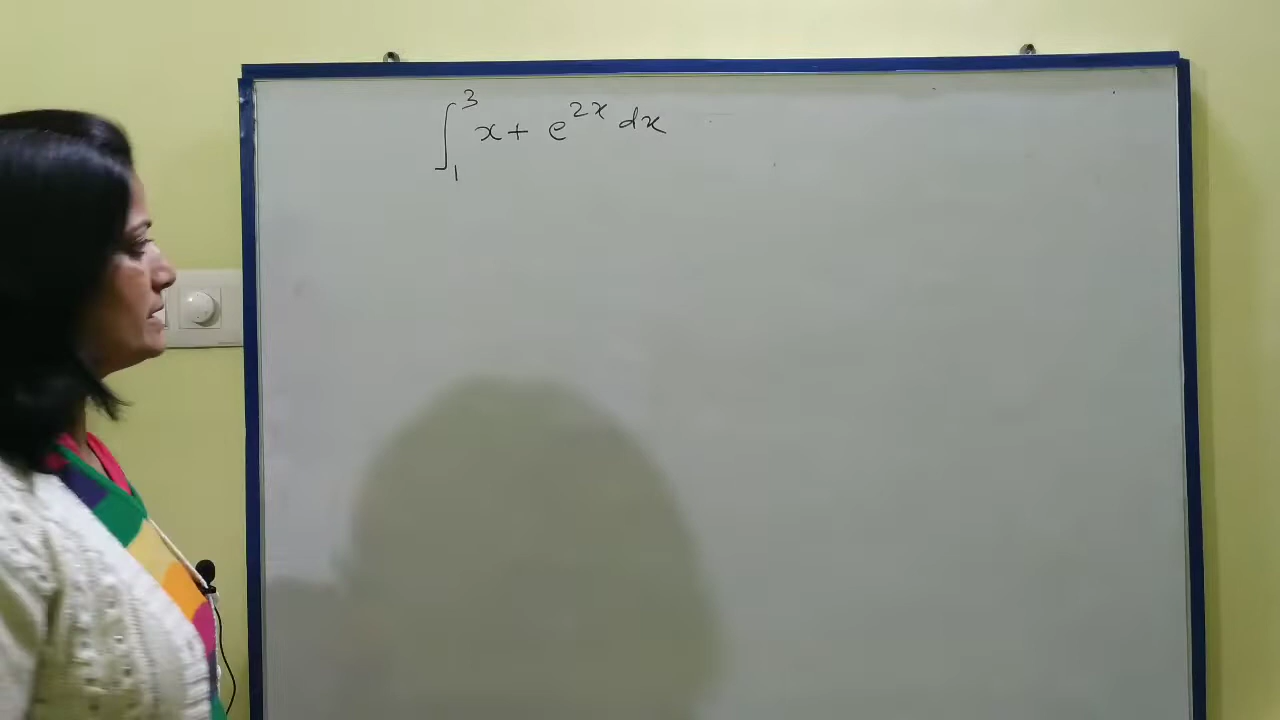 ∫₁³ x + e²ˣ dx